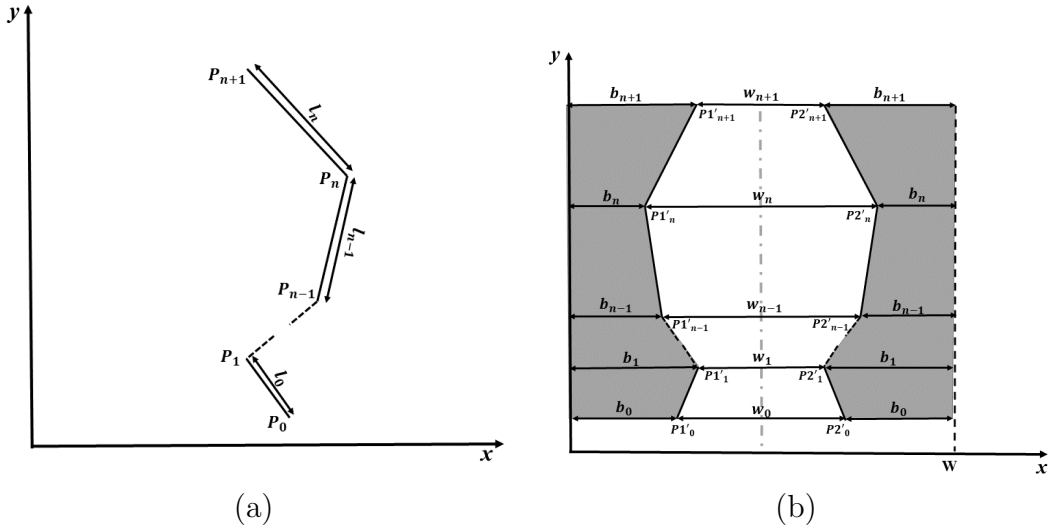 y
P_{n+1}
l_n
P_n
l_{n-1}
P_{n-1}
P_1
l_0
P_0
x
(a)
y
b_{n+1} w_{n+1} b_{n+1}
P1'_{n+1} P2'_{n+1}
b_n w_n b_n
P1'_n P2'_n
b_{n-1} w_{n-1} b_{n-1}
P1'_{n-1} P2'_{n-1}
b_1 w_1 b_1
P1'_1 P2'_1
b_0 w_0 b_0
P1'_0 P2'_0
W x
(b)